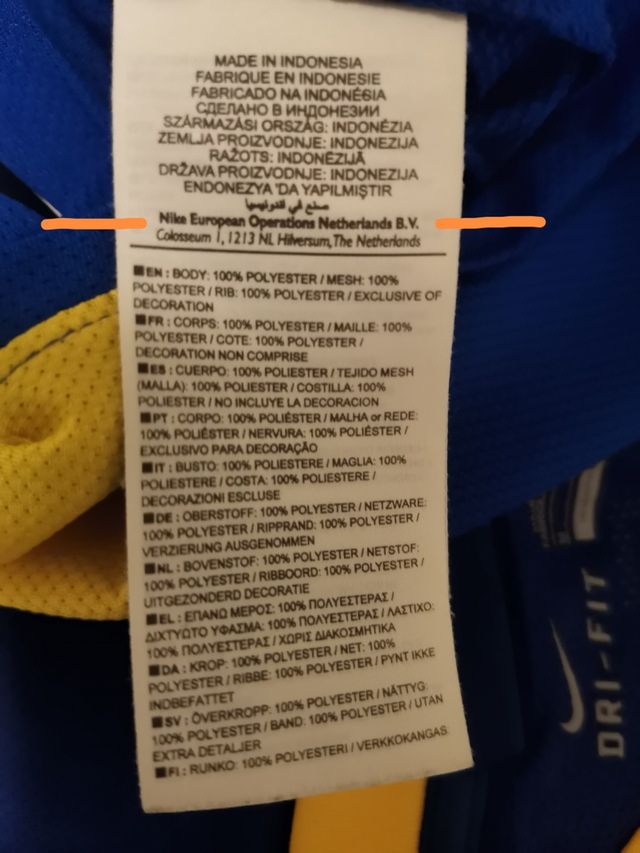 MADE IN INDONESIA
FABRIQUE EN INDONESIE
FABRICADO NA INDONÉSIA
СДЕЛАНО В ИНДОНЕЗИИ
SZÁRMAZÁSI ORSZÁG: INDONÉZIA
ZEMLJA PROIZVODNJE: INDONEZIJA
RAŽOTS: INDONĒZIJĀ
DRŽAVA PROIZVODNJE: INDONEZIJA
ENDONEZYA 'DA YAPILMIŞTIR
صنع في اندونيسيا
Nike European Operations Netherlands B.V.
Colosseum 1, 1213 NL Hilversum, The Netherlands
EN : BODY: 100% POLYESTER / MESH: 100%
POLYESTER / RIB: 100% POLYESTER / EXCLUSIVE OF
DECORATION
FR : CORPS: 100% POLYESTER / MAILLE: 100%
POLYESTER / COTE: 100% POLYESTER /
DECORATION NON COMPRISE
ES : CUERPO: 100% POLIESTER / TEJIDO MESH
(MALLA): 100% POLIESTER / COSTILLA: 100%
POLIESTER / NO INCLUYE LA DECORACION
PT : CORPO: 100% POLIÉSTER / MALHA or REDE:
100% POLIÉSTER / NERVURA: 100% POLIÉSTER /
EXCLUSIVO PARA DECORAÇÃO
IT : BUSTO: 100% POLIESTERE / MAGLIA: 100%
POLIESTERE / COSTA: 100% POLIESTERE /
DECORAZIONI ESCLUSE
DE : OBERSTOFF: 100% POLYESTER / NETZWARE:
100% POLYESTER / RIPPRAND: 100% POLYESTER /
VERZIERUNG AUSGENOMMEN
NL : BOVENSTOF: 100% POLYESTER / NETSTOF:
100% POLYESTER / RIBBOORD: 100% POLYESTER /
UITGEZONDERD DECORATIE
EL : ΕΠΑΝΩ ΜΕΡΟΣ: 100% ΠΟΛΥΕΣΤΕΡΑΣ /
ΔΙΧΤΥΩΤΟ ΥΦΑΣΜΑ: 100% ΠΟΛΥΕΣΤΕΡΑΣ / ΛΑΣΤΙΧΟ:
100% ΠΟΛΥΕΣΤΕΡΑΣ / ΧΩΡΙΣ ΔΙΑΚΟΣΜΗΤΙΚΑ
DA : KROP: 100% POLYESTER / NET: 100%
POLYESTER / RIBBE: 100% POLYESTER / PYNT IKKE
INDBEFATTET
SV : ÖVERKROPP: 100% POLYESTER / NÄTTYG:
100% POLYESTER / BAND: 100% POLYESTER / UTAN
EXTRA DETALJER
FI : RUNKO: 100% POLYESTERI / VERKKOKANGAS:
DRI-FIT